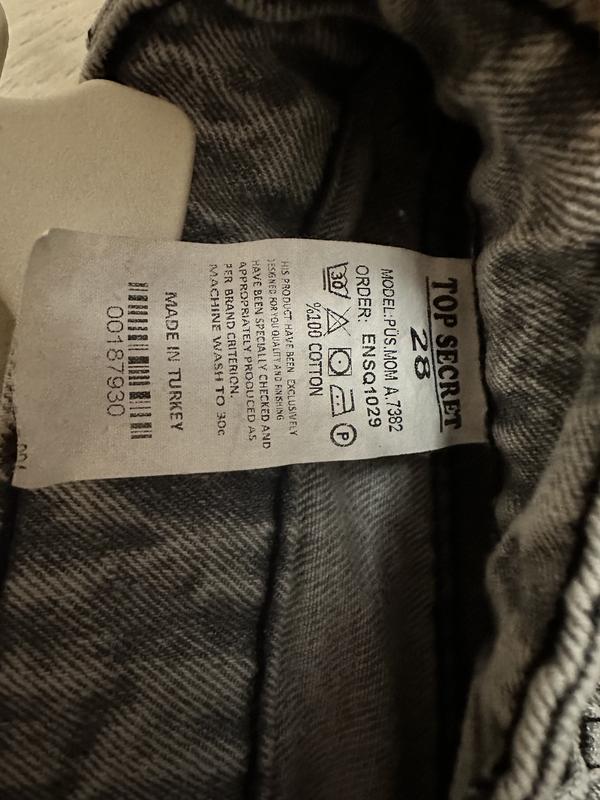 TOP SECRET
28
MODEL:PÜS.MOM A.7382
ORDER: ENSQ1029
30 P
%100 COTTON
HIS PRODUCT HAVE BEEN EXCLUSIVELY
DESIGNED FOR YOU QUALITY AND FINISHING
HAVE BEEN SPECIALLY CHECKED AND
APPROPRIATELY PRODUCED AS
PER BRAND CRITERION.
MACHINE WASH TO 30c
MADE IN TURKEY
00187930